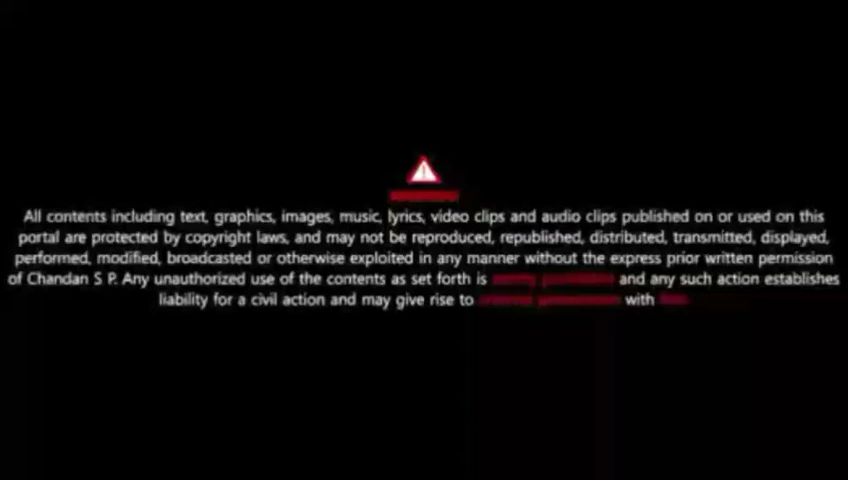 All contents including text, graphics, images, music, lyrics, video clips and audio clips published on or used on this
portal are protected by copyright laws, and may not be reproduced, republished, distributed, transmitted, displayed,
performed, modified, broadcasted or otherwise exploited in any manner without the express prior written permission
of Chandan S P. Any unauthorized use of the contents as set forth is and any such action establishes
liability for a civil action and may give rise to with